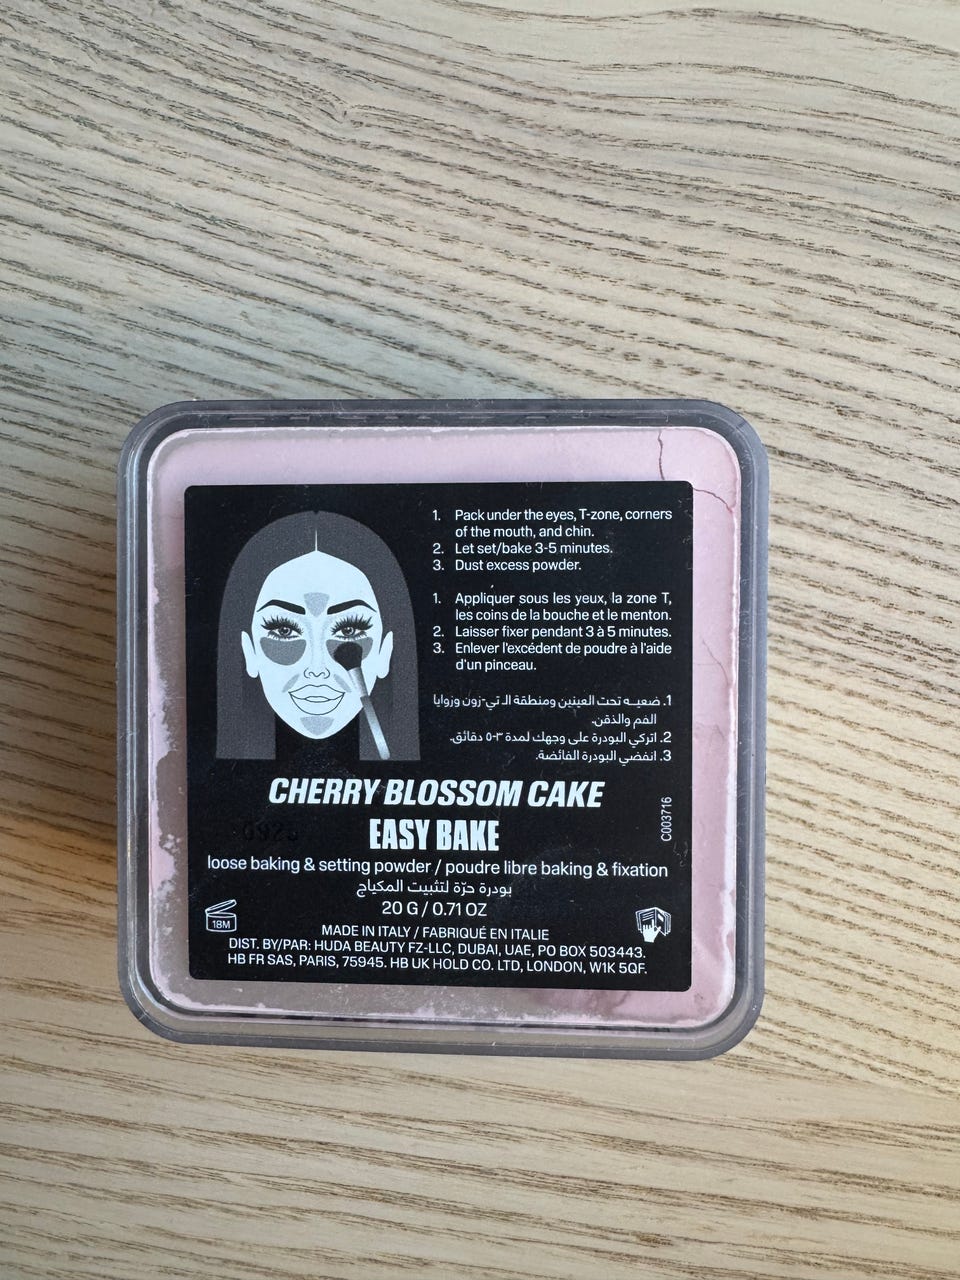 1. Pack under the eyes, T-zone, corners
of the mouth, and chin.
2. Let set/bake 3-5 minutes.
3. Dust excess powder.
1. Appliquer sous les yeux, la zone T,
les coins de la bouche et le menton.
2. Laisser fixer pendant 3 à 5 minutes.
3. Enlever l'excédent de poudre à l'aide
d'un pinceau.
1. ضعيـه تحت العينين ومنطقة الـ تي-زون وزوايا
الفم والذقن.
2. اتركي البودرة على وجهك لمدة ٣-٥ دقائق.
3. انفضي البودرة الفائضة.
CHERRY BLOSSOM CAKE
EASY BAKE
C003716
loose baking & setting powder / poudre libre baking & fixation
بودرة حرّة لتثبيت المكياج
20 G / 0.71 OZ
18M
MADE IN ITALY / FABRIQUÉ EN ITALIE
DIST. BY/PAR: HUDA BEAUTY FZ-LLC, DUBAI, UAE, PO BOX 503443.
HB FR SAS, PARIS, 75945. HB UK HOLD CO. LTD, LONDON, W1K 5QF.